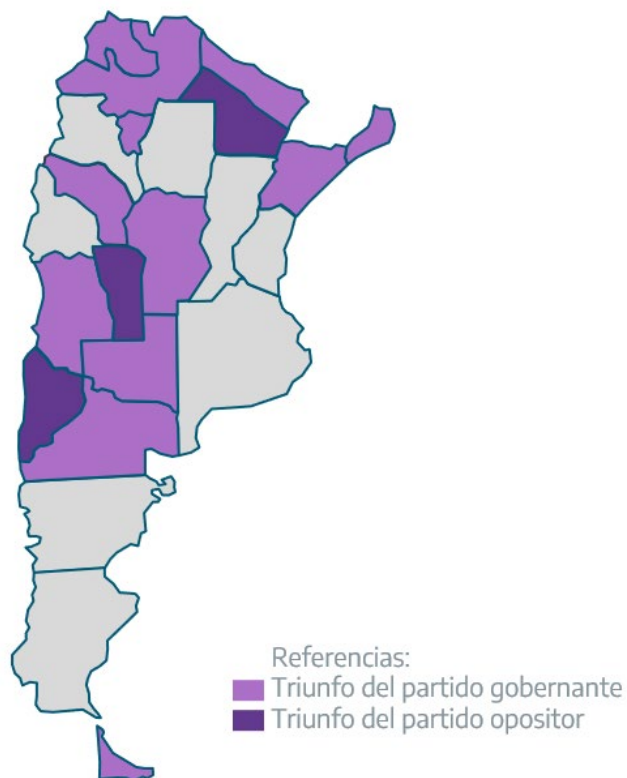 Referencias:
Triunfo del partido gobernante
Triunfo del partido opositor